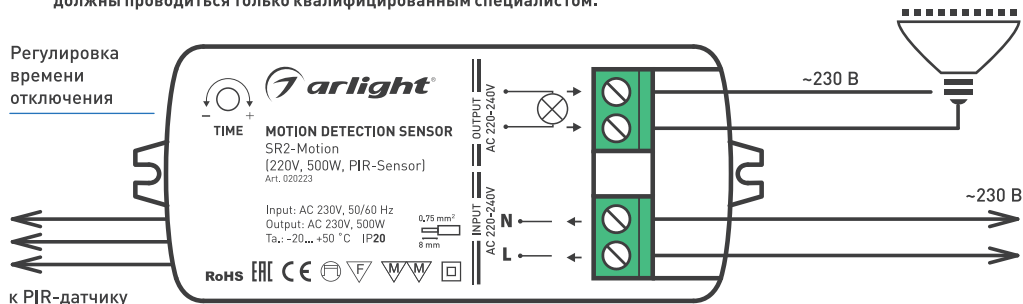 должны проводиться только квалифицированным специалистом.
Регулировка
времени
отключения
- +
TIME
arlight®
MOTION DETECTION SENSOR
SR2-Motion
(220V, 500W, PIR-Sensor)
Art. 020223
Input: AC 230V, 50/60 Hz
Output: AC 230V, 500W
Ta.: -20... +50 °C IP20
0,75 mm²
8 mm
RoHS EAC CE F M M
OUTPUT
AC 220-240V
INPUT
AC 220-240V
N
L
~230 В
~230 В
к PIR-датчику